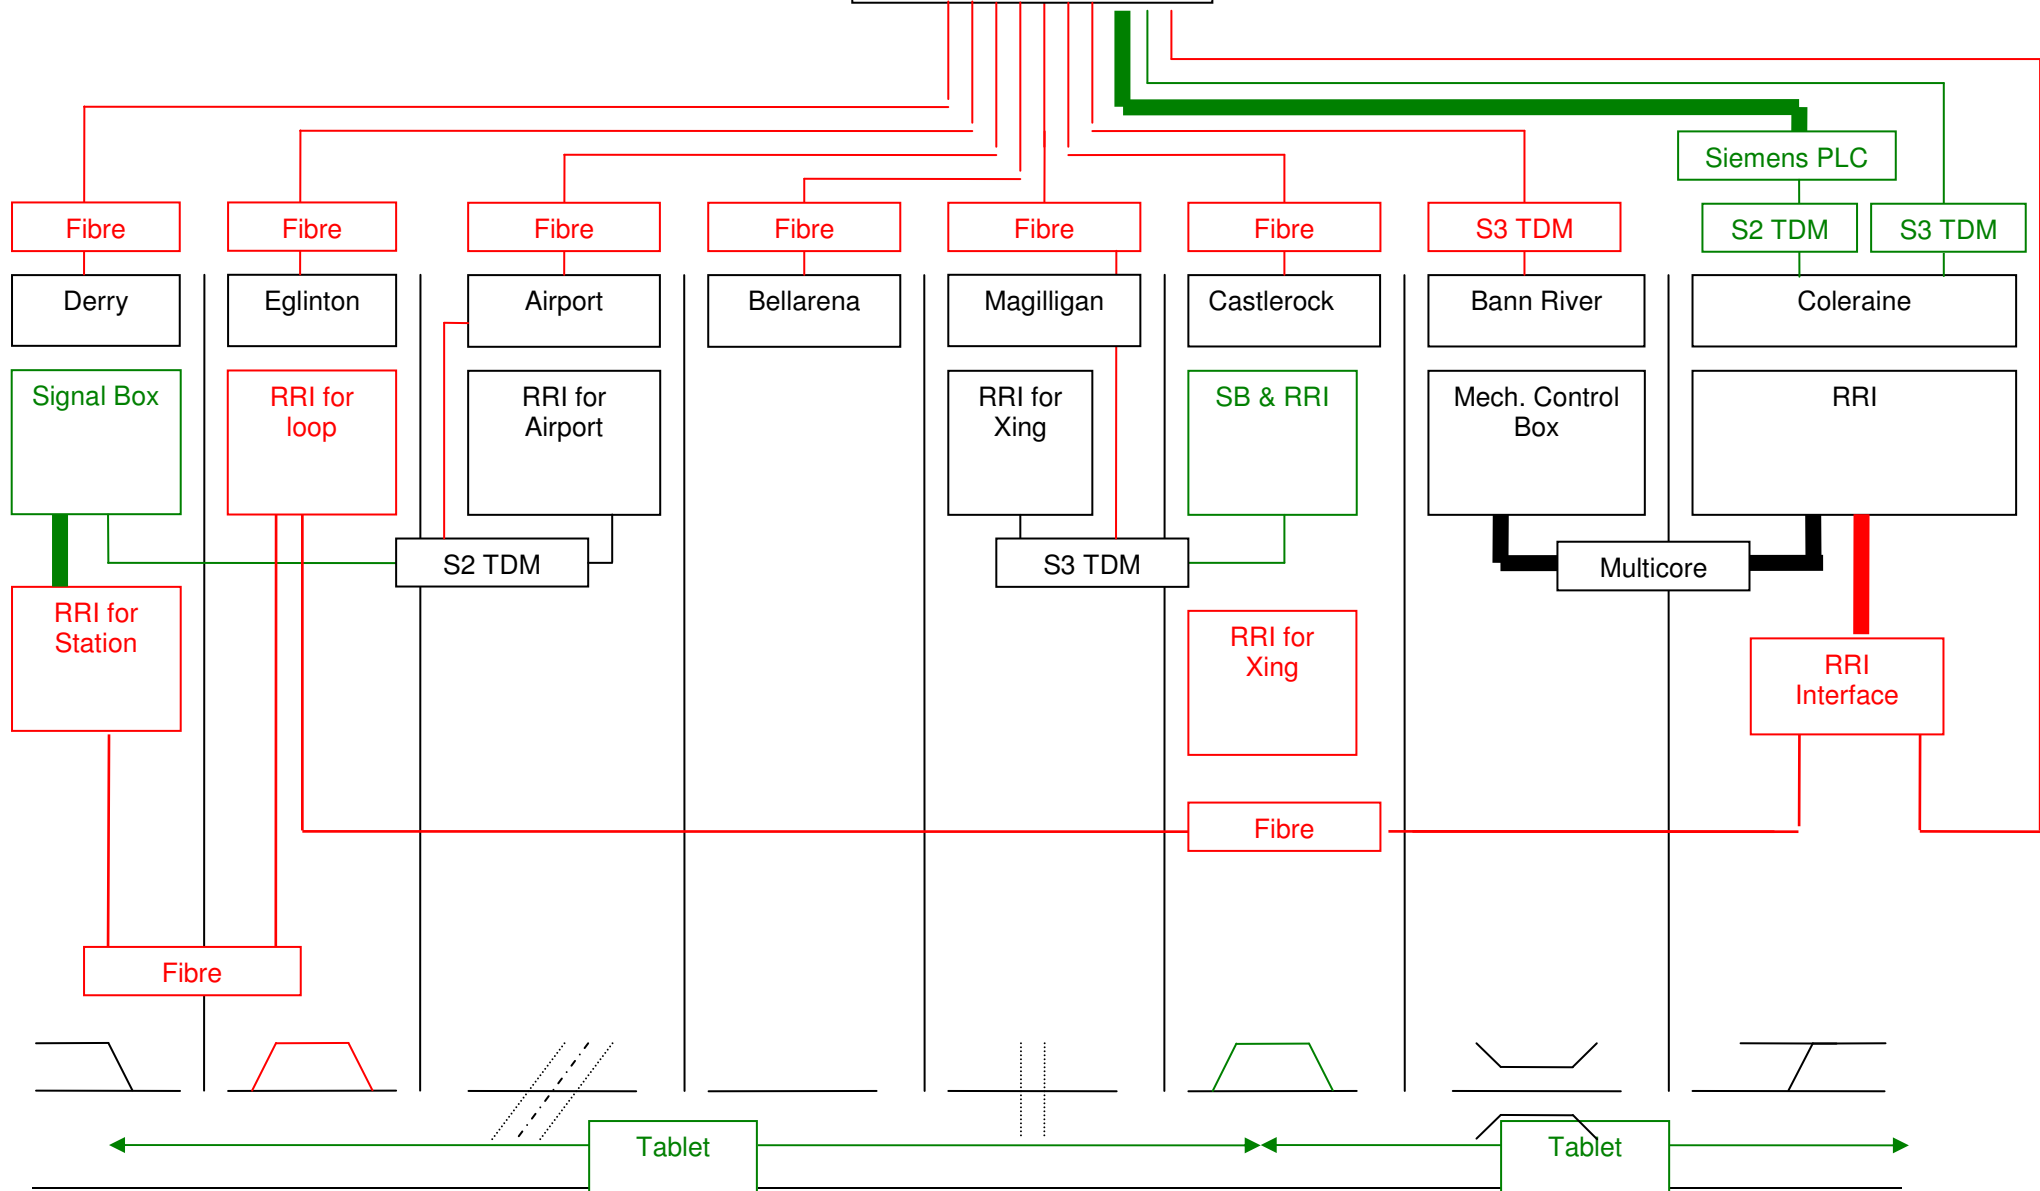 Siemens PLC
Fibre
Fibre
Fibre
Fibre
Fibre
Fibre
S3 TDM
S2 TDM
S3 TDM
Derry
Eglinton
Airport
Bellarena
Magilligan
Castlerock
Bann River
Coleraine
Signal Box
RRI for
loop
RRI for
Airport
RRI for
Xing
SB & RRI
Mech. Control
Box
RRI
S2 TDM
S3 TDM
Multicore
RRI for
Station
RRI for
Xing
RRI
Interface
Fibre
Fibre
Tablet
Tablet